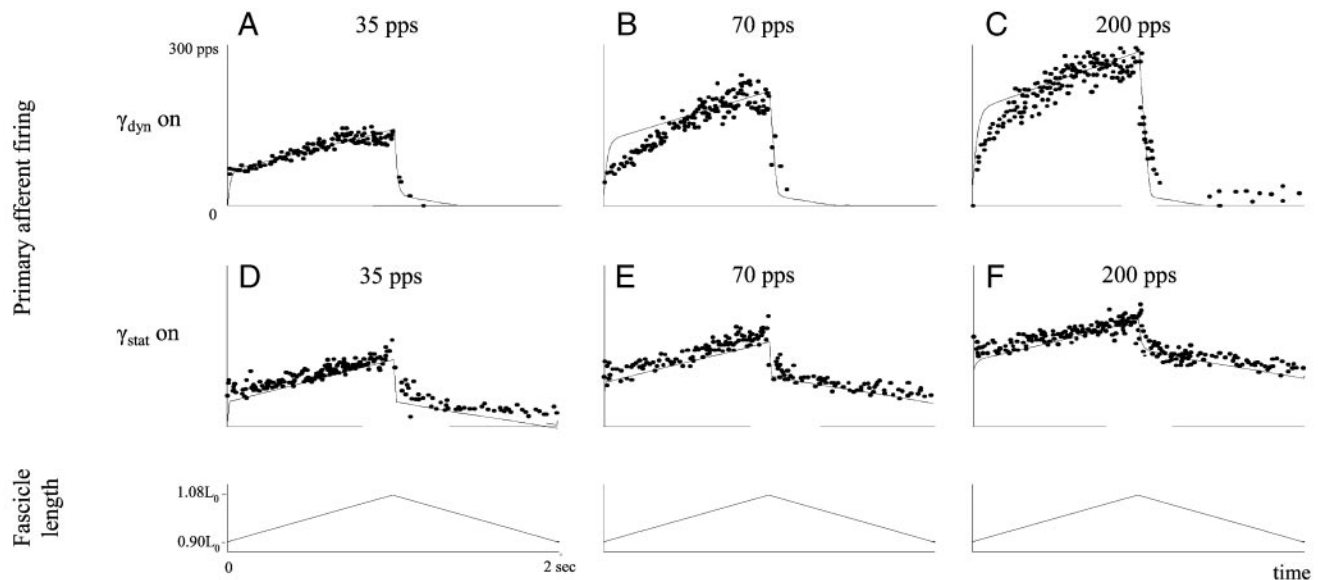 A 35 pps
B 70 pps
C 200 pps
300 pps
γdyn on
0
Primary afferent firing
D 35 pps
E 70 pps
F 200 pps
γstat on
Fascicle
length
1.08L0
0.90L0
0
2 sec
time